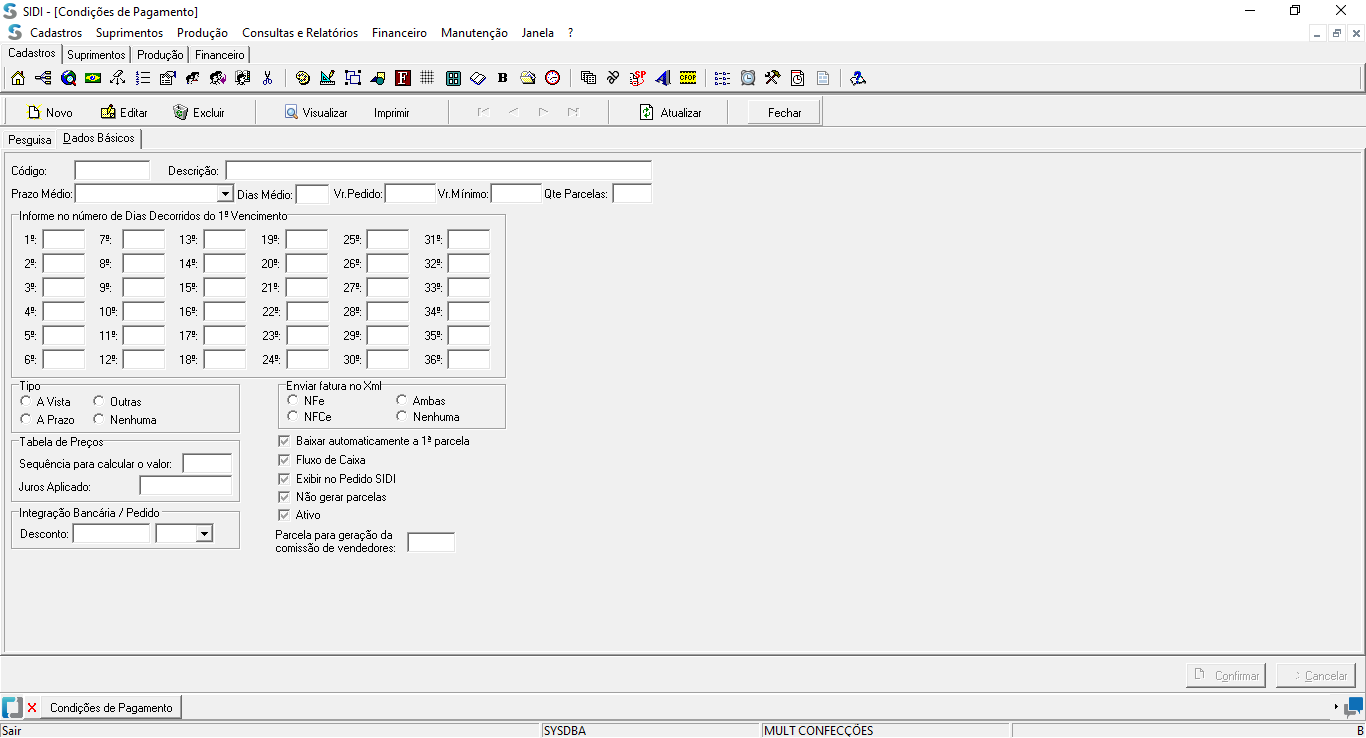 SIDI - [Condições de Pagamento]
Cadastros Suprimentos Produção Consultas e Relatórios Financeiro Manutenção Janela ?
Cadastros Suprimentos Produção Financeiro
F B SP CFOP
Novo Editar Excluir Visualizar Imprimir Atualizar Fechar
Pesquisa Dados Básicos
Código: Descrição:
Prazo Médio: Dias Médio: Vr.Pedido: Vr.Mínimo: Qte Parcelas:
Informe no número de Dias Decorridos do 1º Vencimento
1º: 7º: 13º: 19º: 25º: 31º:
2º: 8º: 14º: 20º: 26º: 32º:
3º: 9º: 15º: 21º: 27º: 33º:
4º: 10º: 16º: 22º: 28º: 34º:
5º: 11º: 17º: 23º: 29º: 35º:
6º: 12º: 18º: 24º: 30º: 36º:
Tipo
A Vista Outras
A Prazo Nenhuma
Enviar fatura no Xml
NFe Ambas
NFCe Nenhuma
Tabela de Preços
Sequência para calcular o valor:
Juros Aplicado:
Integração Bancária / Pedido
Desconto:
Baixar automaticamente a 1ª parcela
Fluxo de Caixa
Exibir no Pedido SIDI
Não gerar parcelas
Ativo
Parcela para geração da
comissão de vendedores:
Confirmar Cancelar
Condições de Pagamento
Sair SYSDBA MULT CONFECÇÕES B